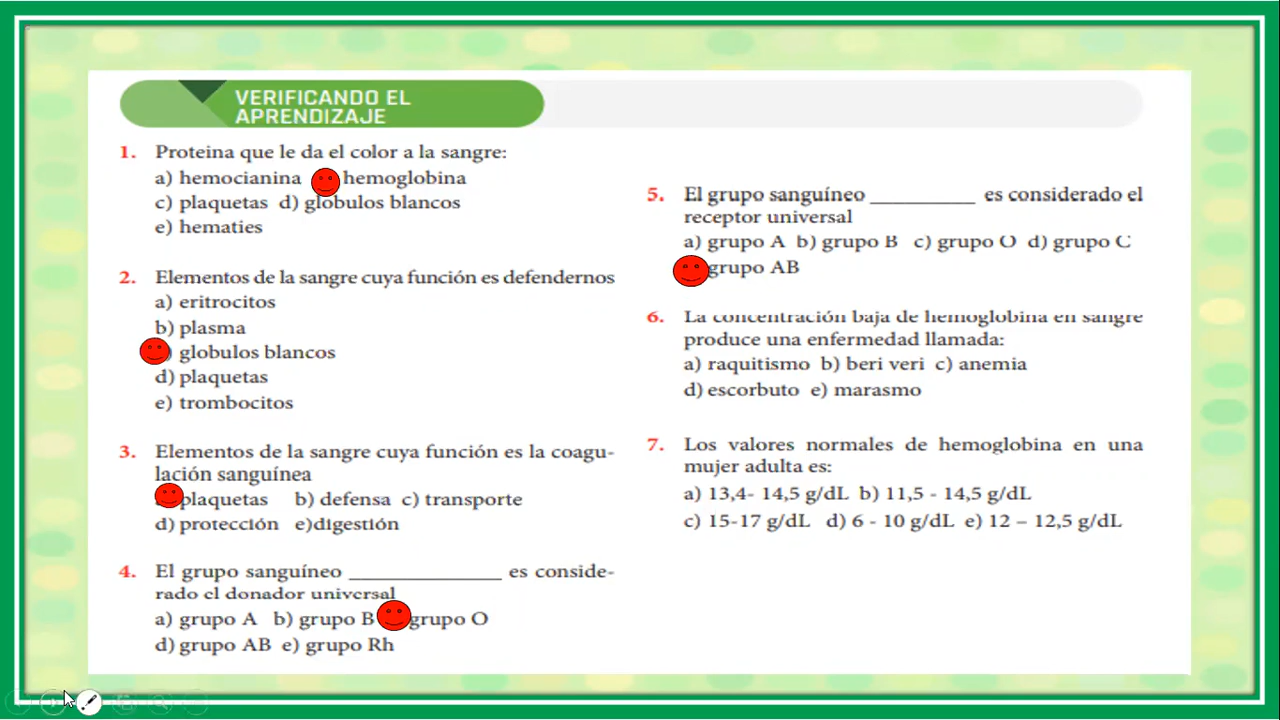 VERIFICANDO EL
APRENDIZAJE
1. Proteina que le da el color a la sangre:
a) hemocianina hemoglobina
c) plaquetas d) globulos blancos
e) hematies
2. Elementos de la sangre cuya función es defendernos
a) eritrocitos
b) plasma
) globulos blancos
d) plaquetas
e) trombocitos
3. Elementos de la sangre cuya función es la coagu-
lación sanguínea
plaquetas b) defensa c) transporte
d) protección e)digestión
4. El grupo sanguíneo ______________ es conside-
rado el donador universal
a) grupo A b) grupo B grupo O
d) grupo AB e) grupo Rh
5. El grupo sanguíneo __________ es considerado el
receptor universal
a) grupo A b) grupo B c) grupo O d) grupo C
grupo AB
6. La concentración baja de hemoglobina en sangre
produce una enfermedad llamada:
a) raquitismo b) beri veri c) anemia
d) escorbuto e) marasmo
7. Los valores normales de hemoglobina en una
mujer adulta es:
a) 13,4- 14,5 g/dL b) 11,5 - 14,5 g/dL
c) 15-17 g/dL d) 6 - 10 g/dL e) 12 – 12,5 g/dL